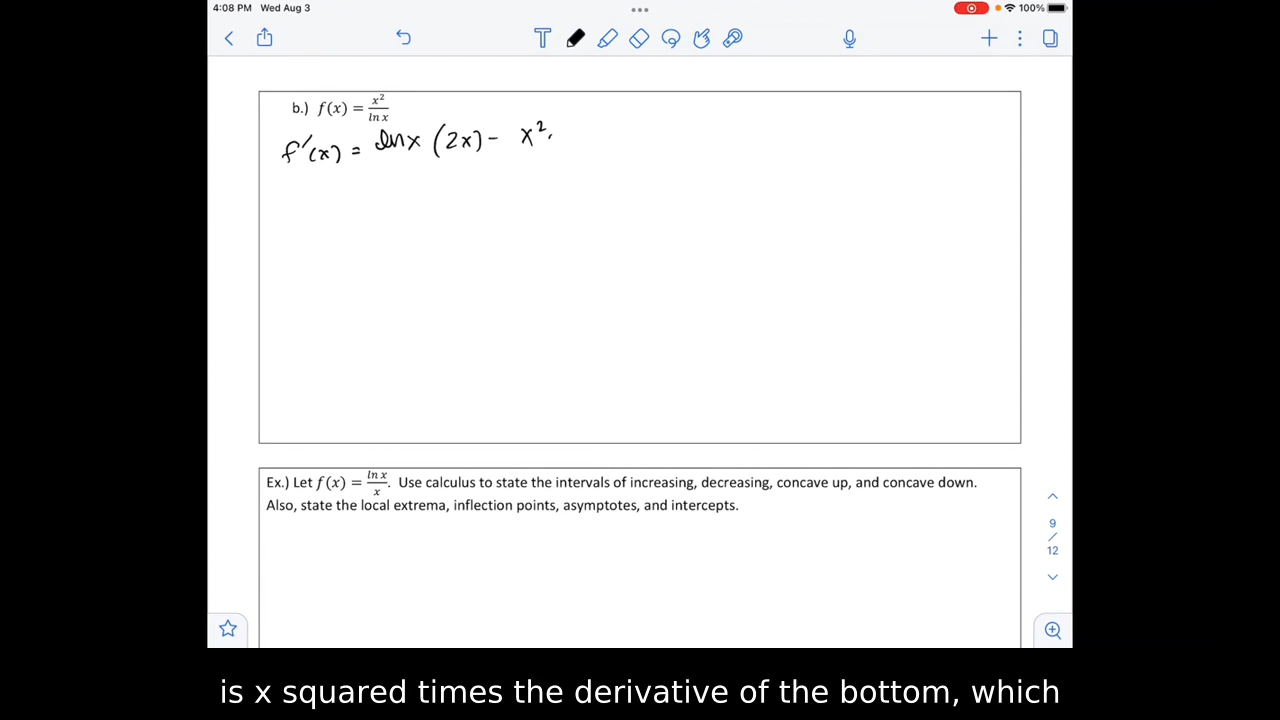 4:08 PM Wed Aug 3 100%
b.) f(x) = x²/ln x
f'(x) = ln x (2x) - x².
Ex.) Let f(x) = ln x/x. Use calculus to state the intervals of increasing, decreasing, concave up, and concave down.
Also, state the local extrema, inflection points, asymptotes, and intercepts.
9
/
12
is x squared times the derivative of the bottom, which